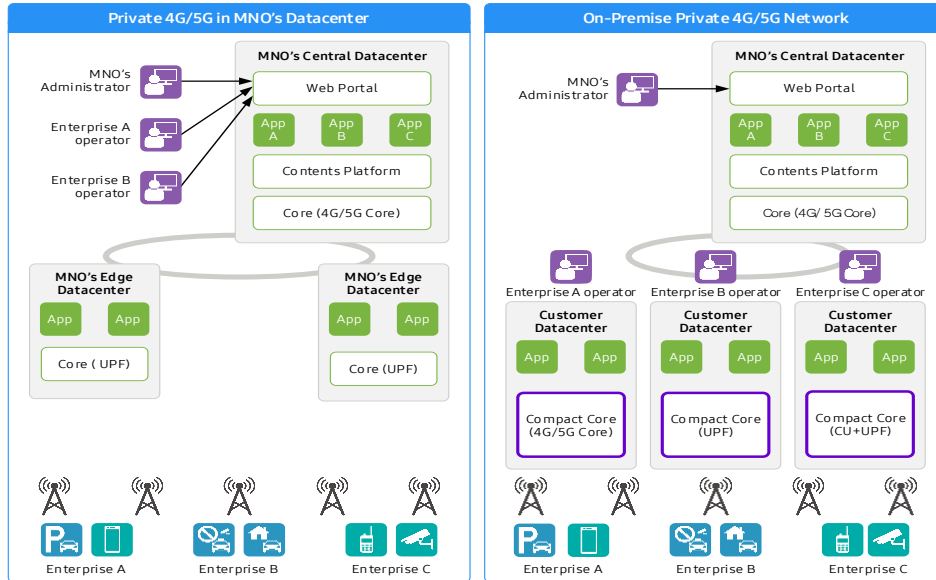 Private 4G/5G in MNO's Datacenter
MNO's Central Datacenter
MNO's
Administrator
Web Portal
Enterprise A
operator
App
A
App
B
App
C
Enterprise B
operator
Contents Platform
Core (4G/5G Core)
MNO's Edge
Datacenter
App
App
Core ( UPF)
MNO's Edge
Datacenter
App
App
Core (UPF)
Enterprise A
Enterprise B
Enterprise C
On-Premise Private 4G/5G Network
MNO's Central Datacenter
MNO's
Administrator
Web Portal
App
A
App
B
App
C
Contents Platform
Core (4G/ 5G Core)
Enterprise A operator
Enterprise B operator
Enterprise C operator
Customer
Datacenter
App
App
Compact Core
(4G/5G Core)
Customer
Datacenter
App
App
Compact Core
(UPF)
Customer
Datacenter
App
App
Compact Core
(CU+UPF)
P
P
Enterprise A
Enterprise B
Enterprise C